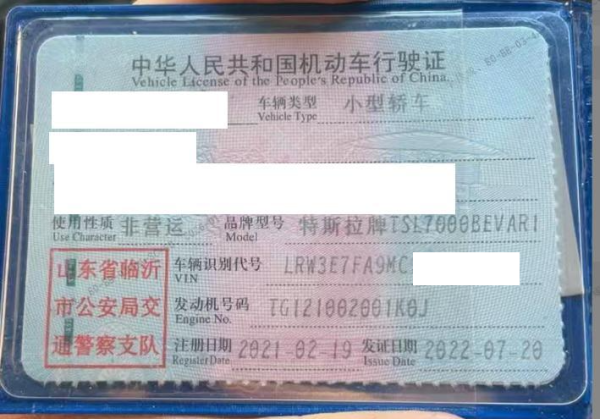 中华人民共和国机动车行驶证
Vehicle License of the People's Republic of China
车辆类型 小型轿车
Vehicle Type
使用性质 非营运 品牌型号 特斯拉牌TSL7000BEVAR1
Use Character Model
山东省临沂
市公安局交
通警察支队
车辆识别代号 LRW3E7FA9MC
VIN
发动机号码 TG121002001K0J
Engine No.
注册日期 2021-02-19 发证日期 2022-07-20
Register Date Issue Date